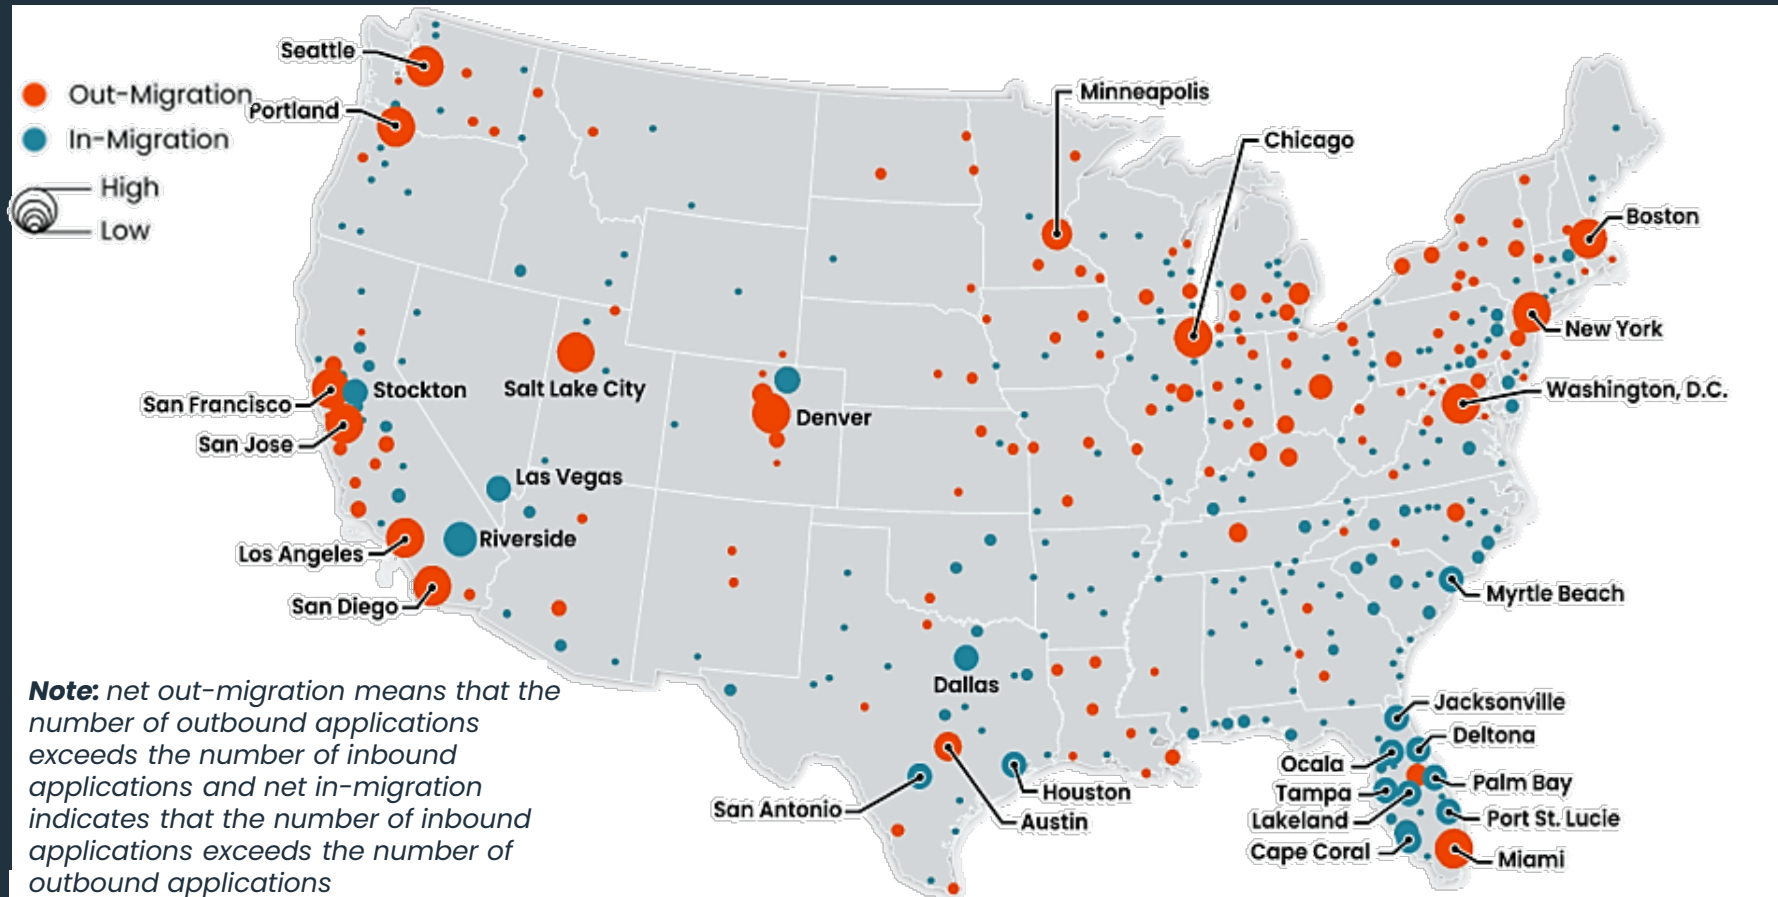 Out-Migration
In-Migration
High
Low
Seattle
Portland
Minneapolis
Chicago
Boston
New York
Washington, D.C.
Salt Lake City
Denver
San Francisco
Stockton
San Jose
Las Vegas
Los Angeles
Riverside
San Diego
Myrtle Beach
Dallas
Jacksonville
Deltona
Ocala
Palm Bay
Tampa
Lakeland
Port St. Lucie
Cape Coral
Miami
San Antonio
Houston
Austin
Note: net out-migration means that the
number of outbound applications
exceeds the number of inbound
applications and net in-migration
indicates that the number of inbound
applications exceeds the number of
outbound applications